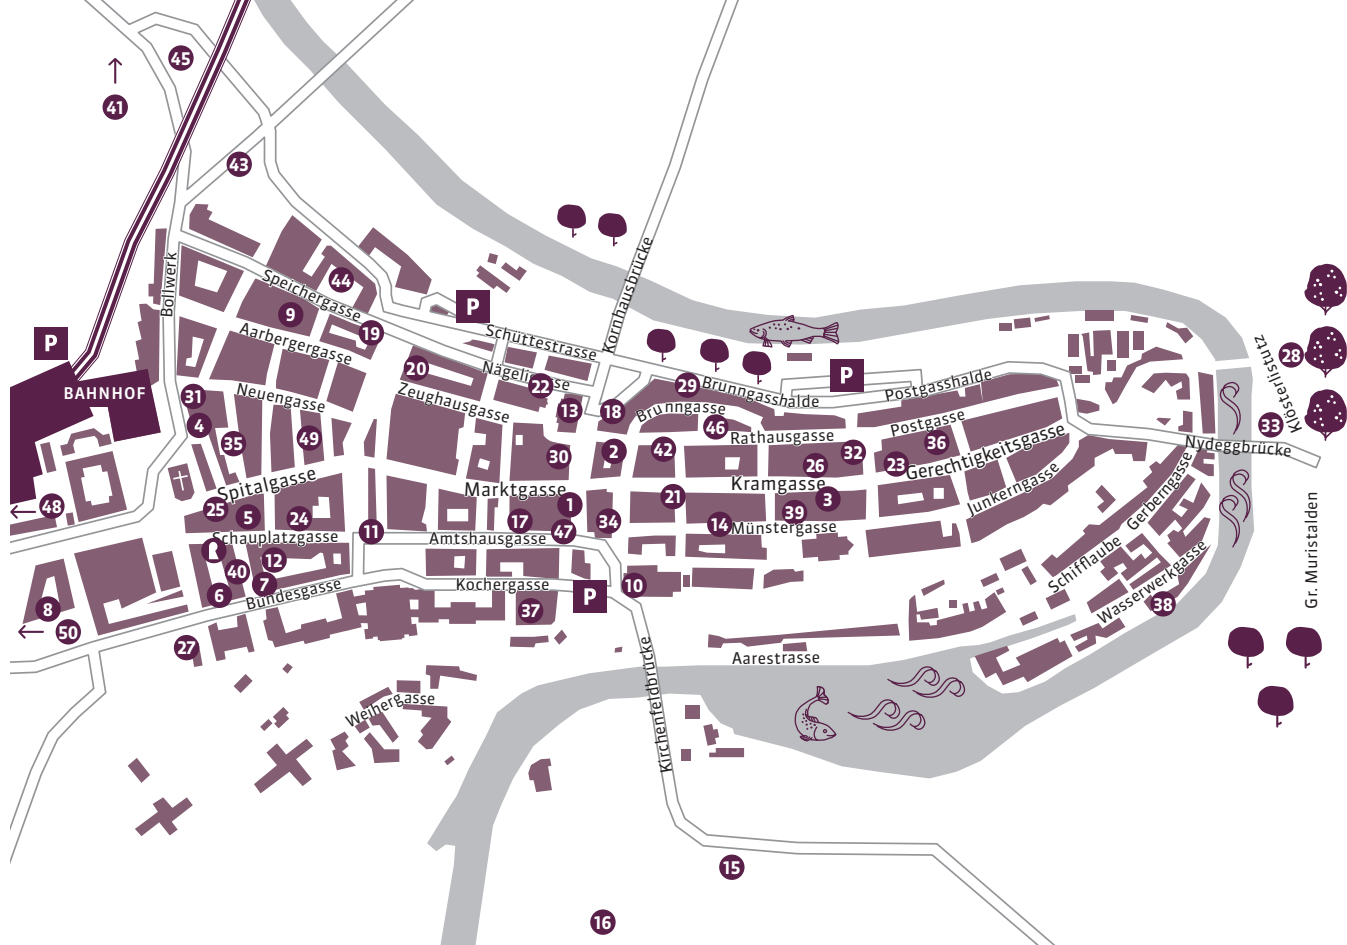 45
41
43
Bollwerk
Speichergasse
44
9
19
Aarbergergasse
P
P
Kornhausbrücke
Schüttestrasse
BAHNHOF
20
Nägeligasse
22
Zeughausgasse
31
Neuengasse
4
35
49
13
18
29
Brunngasshalde
P
Postgasshalde
Brunngasse
46
Rathausgasse
Postgasse
36
28
Klösterlistutz
33
Nydeggbrücke
30
2
42
26
32
23
Gerechtigkeitsgasse
Spitalgasse
Marktgasse
Kramgasse
Junkerngasse
Gerberngasse
48
25
5
24
1
17
47
34
21
14
39
3
Münstergasse
Schauplatzgasse
11
Amtshausgasse
12
40
7
6
Bundesgasse
Kochergasse
P
10
37
8
50
27
Schifflaube
Wasserwerkgasse
38
Gr. Muristalden
Aarestrasse
Weihergasse
Kirchenfeldbrücke
15
16